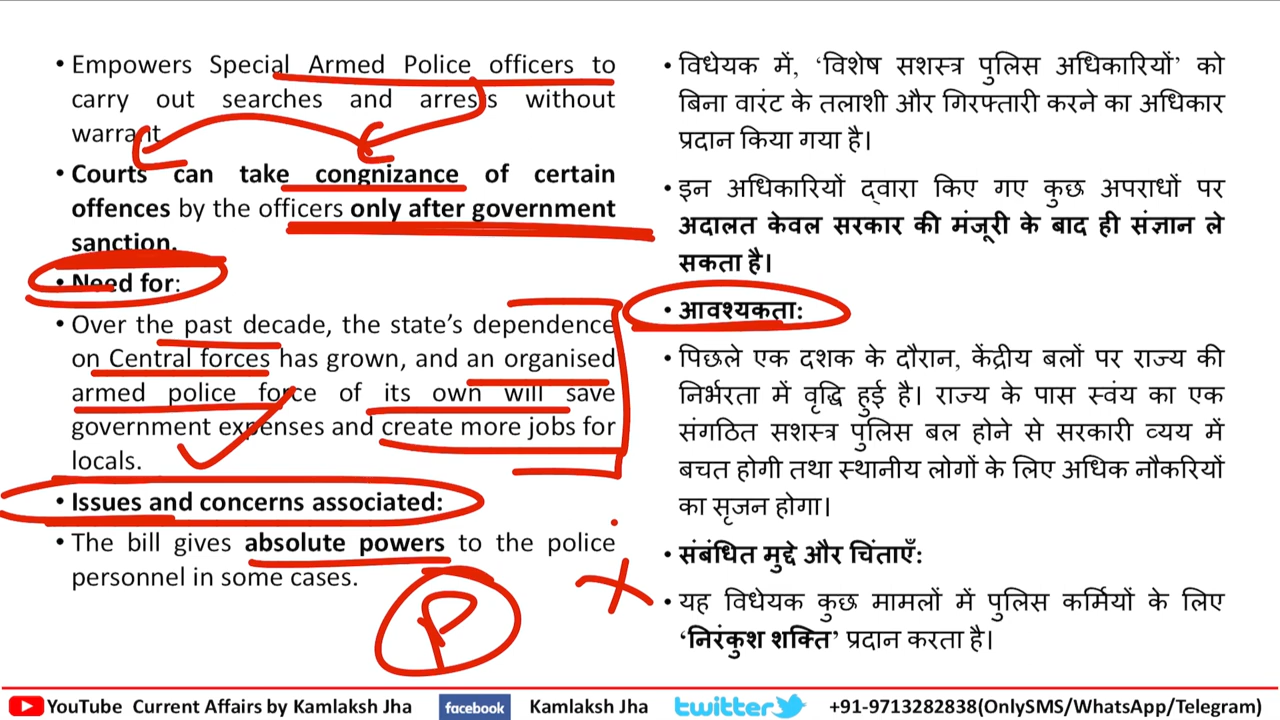 • Empowers Special Armed Police officers to
carry out searches and arrests without
warrant.
• Courts can take congnizance of certain
offences by the officers only after government
sanction.
• Need for:
• Over the past decade, the state's dependence
on Central forces has grown, and an organised
armed police force of its own will save
government expenses and create more jobs for
locals.
• Issues and concerns associated:
• The bill gives absolute powers to the police
personnel in some cases.
P
• विधेयक में, 'विशेष सशस्त्र पुलिस अधिकारियों' को
बिना वारंट के तलाशी और गिरफ्तारी करने का अधिकार
प्रदान किया गया है।
• इन अधिकारियों द्वारा किए गए कुछ अपराधों पर
अदालत केवल सरकार की मंजूरी के बाद ही संज्ञान ले
सकता है।
• आवश्यकता:
• पिछले एक दशक के दौरान, केंद्रीय बलों पर राज्य की
निर्भरता में वृद्धि हुई है। राज्य के पास स्वंय का एक
संगठित सशस्त्र पुलिस बल होने से सरकारी व्यय में
बचत होगी तथा स्थानीय लोगों के लिए अधिक नौकरियों
का सृजन होगा।
• संबंधित मुद्दे और चिंताएँ:
• यह विधेयक कुछ मामलों में पुलिस कर्मियों के लिए
'निरंकुश शक्ति' प्रदान करता है।
YouTube Current Affairs by Kamlaksh Jha facebook Kamlaksh Jha twitter +91-9713282838(OnlySMS/WhatsApp/Telegram)